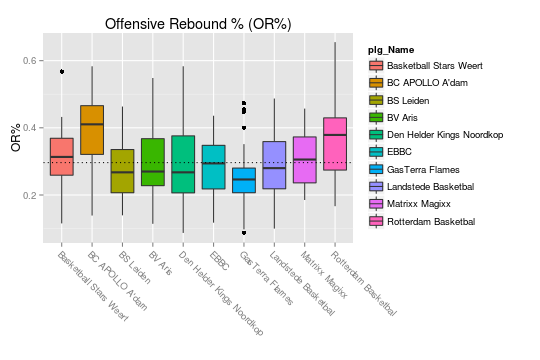 Offensive Rebound % (OR%)
OR%
0.6
0.4
0.2
Basketball Stars Weert
BC APOLLO A'dam
BS Leiden
BV Aris
Den Helder Kings Noordkop
EBBC
GasTerra Flames
Landstede Basketbal
Matrixx Magixx
Rotterdam Basketbal
plg_Name
Basketball Stars Weert
BC APOLLO A'dam
BS Leiden
BV Aris
Den Helder Kings Noordkop
EBBC
GasTerra Flames
Landstede Basketbal
Matrixx Magixx
Rotterdam Basketbal